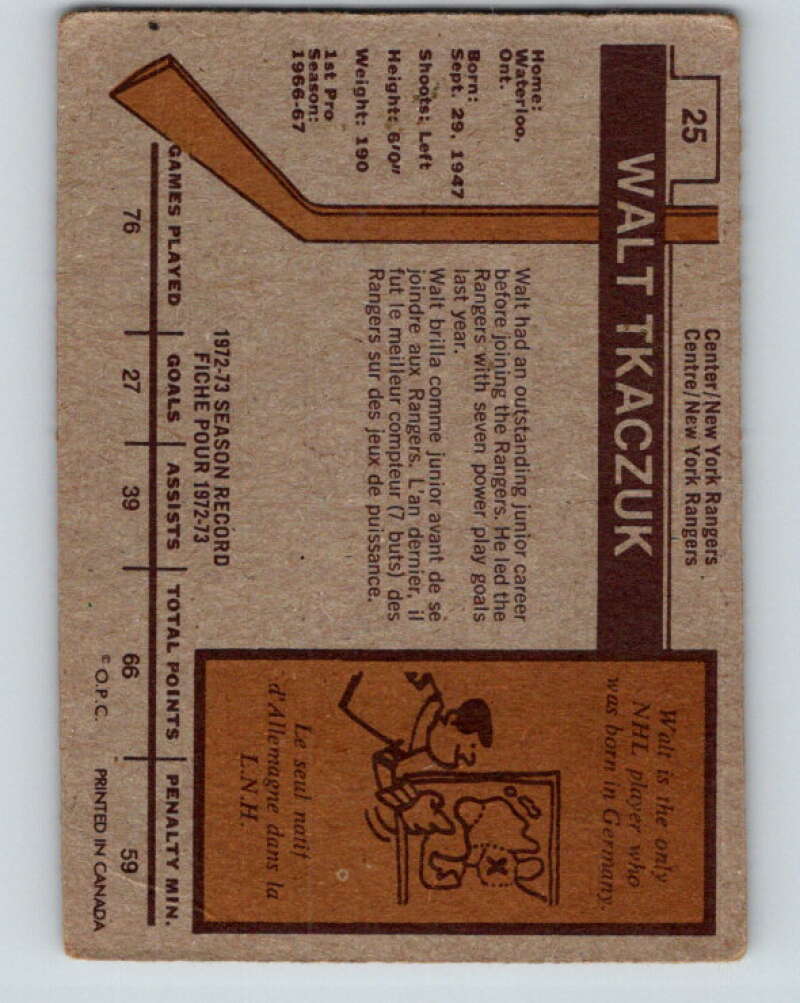 25
Center/New York Rangers
Centre/New York Rangers
WALT TKACZUK
Home:
Waterloo,
Ont.
Born:
Sept. 29, 1947
Shoots: Left
Height: 6'0"
Weight: 190
1st Pro
Season:
1966-67
Walt had an outstanding junior career
before joining the Rangers. He led the
Rangers with seven power play goals
last year.
Walt brilla comme junior avant de se
joindre aux Rangers. L'an dernier, il
fut le meilleur compteur (7 buts) des
Rangers sur des jeux de puissance.
Walt is the only
NHL player who
was born in Germany.
X
Le seul natif
d'Allemagne dans la
L.N.H.
1972-73 SEASON RECORD
FICHE POUR 1972-73
GAMES PLAYED GOALS ASSISTS TOTAL POINTS PENALTY MIN.
76 27 39 66 59
© O.P.C. PRINTED IN CANADA